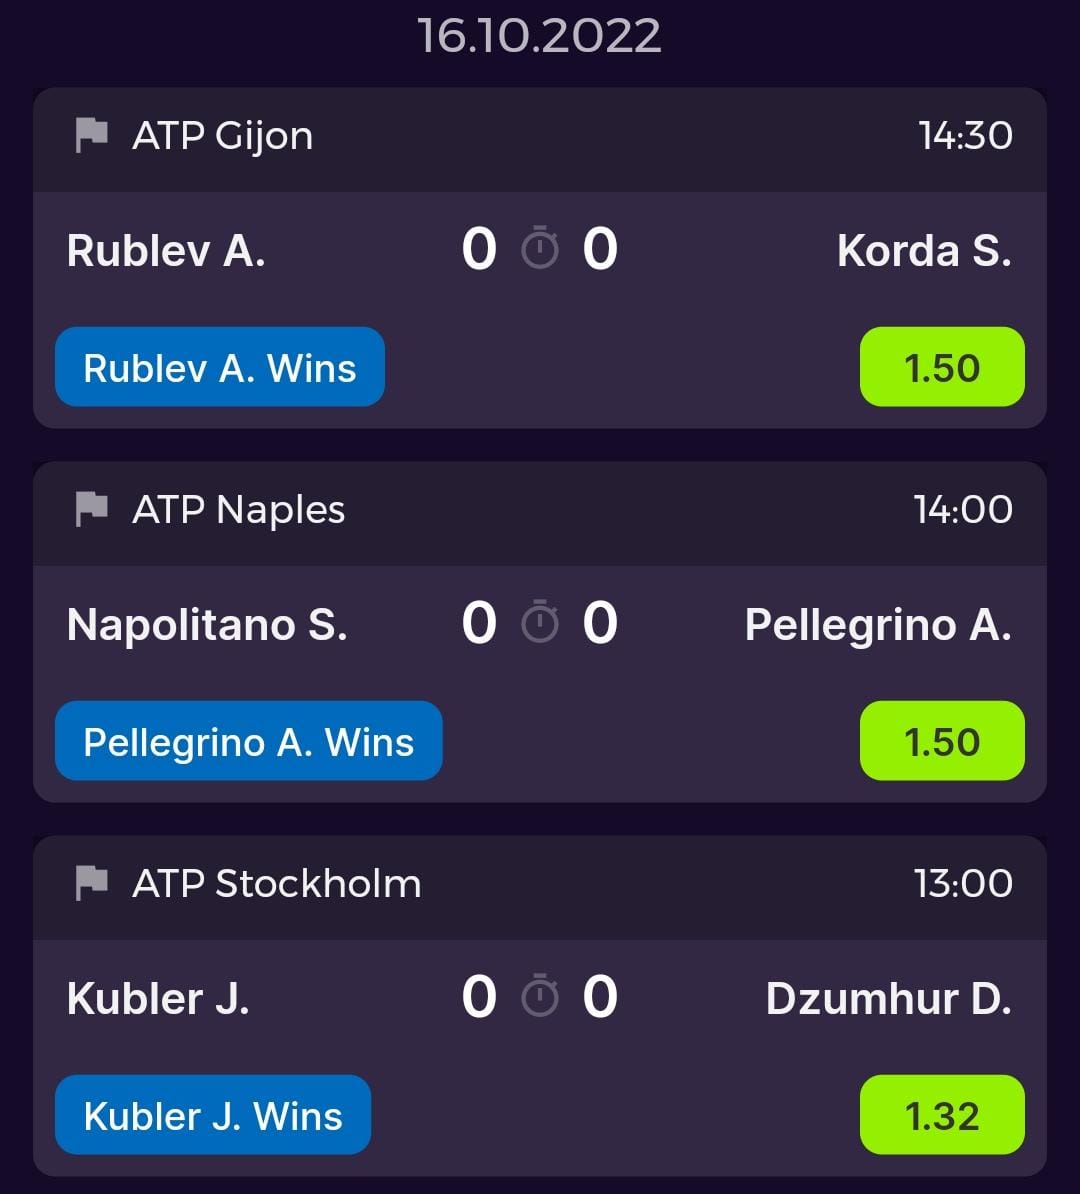 16.10.2022
ATP Gijon 14:30
Rublev A. 0 0 Korda S.
Rublev A. Wins 1.50
ATP Naples 14:00
Napolitano S. 0 0 Pellegrino A.
Pellegrino A. Wins 1.50
ATP Stockholm 13:00
Kubler J. 0 0 Dzumhur D.
Kubler J. Wins 1.32